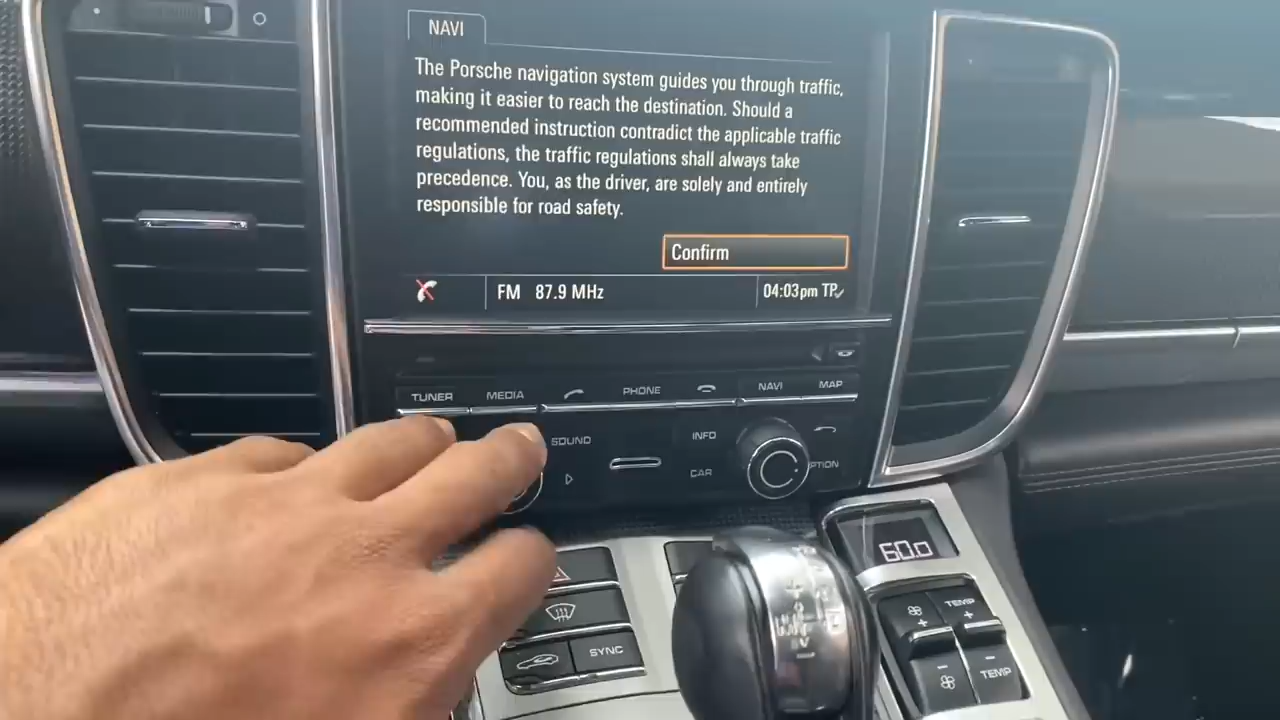 NAVI
The Porsche navigation system guides you through traffic,
making it easier to reach the destination. Should a
recommended instruction contradict the applicable traffic
regulations, the traffic regulations shall always take
precedence. You, as the driver, are solely and entirely
responsible for road safety.
Confirm
FM 87.9 MHz
04:03pm TP
TUNER MEDIA PHONE NAVI MAP
SOUND INFO
CAR PTION
60.0
TEMP
SYNC
TEMP